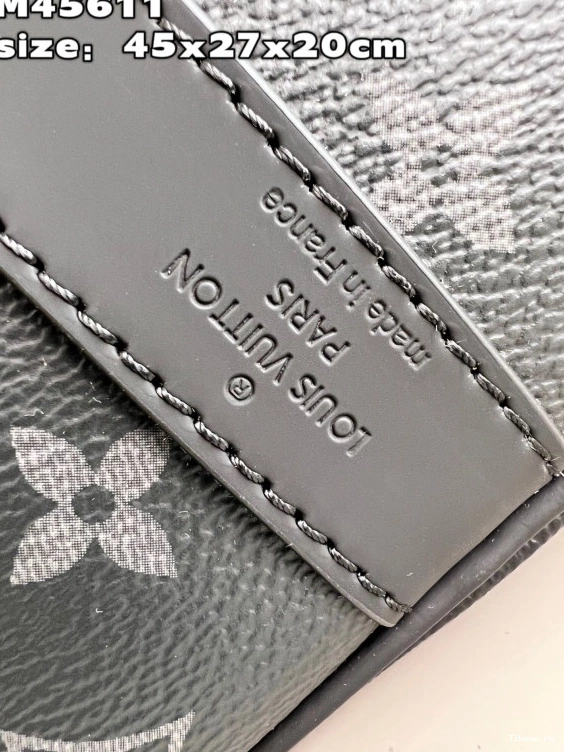 M45611
size: 45x27x20cm
LOUIS VUITTON ®
PARIS
made in France